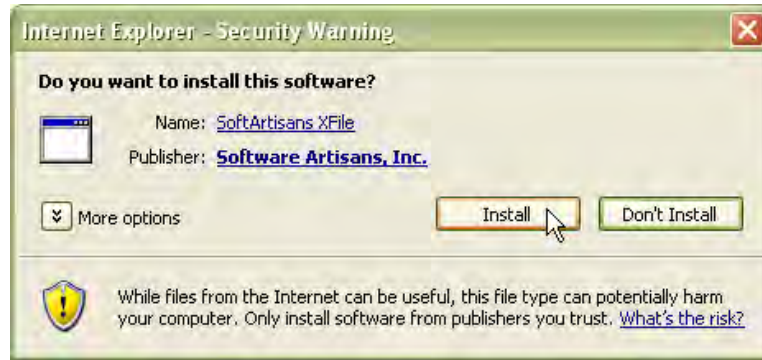 Internet Explorer - Security Warning
Do you want to install this software?
Name: SoftArtisans XFile
Publisher: Software Artisans, Inc.
More options
Install
Don't Install
While files from the Internet can be useful, this file type can potentially harm
your computer. Only install software from publishers you trust. What's the risk?